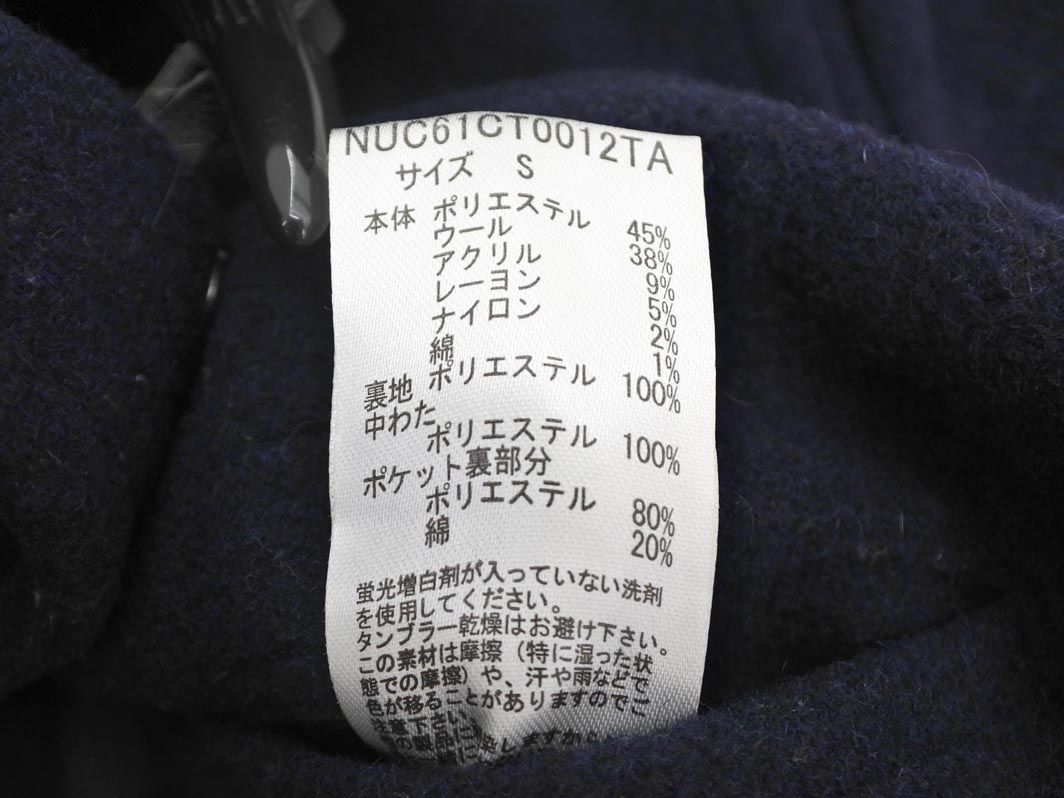 NUC61CT0012TA
サイズ S
本体 ポリエステル 45%
ウール 38%
アクリル 9%
レーヨン 5%
ナイロン 2%
綿 1%
裏地 ポリエステル 100%
中わた
ポリエステル 100%
ポケット裏部分
ポリエステル 80%
綿 20%
蛍光増白剤が入っていない洗剤
を使用してください。
タンブラー乾燥はお避け下さい。
この素材は摩擦(特に湿った状
態での摩擦)や、汗や雨などで
色が移ることがありますのでご
注意下さい。